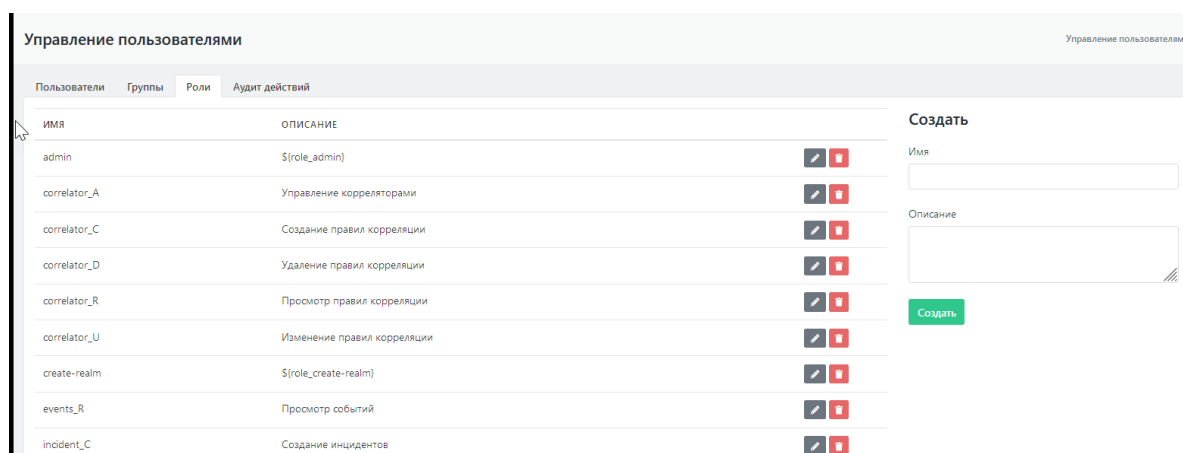 Управление пользователями
Управление пользователям
Пользователи Группы Роли Аудит действий
ИМЯ ОПИСАНИЕ
admin ${role_admin}
correlator_A Управление корреляторами
correlator_C Создание правил корреляции
correlator_D Удаление правил корреляции
correlator_R Просмотр правил корреляции
correlator_U Изменение правил корреляции
create-realm ${role_create-realm}
events_R Просмотр событий
incident_C Создание инцидентов
Создать
Имя
Описание
Создать